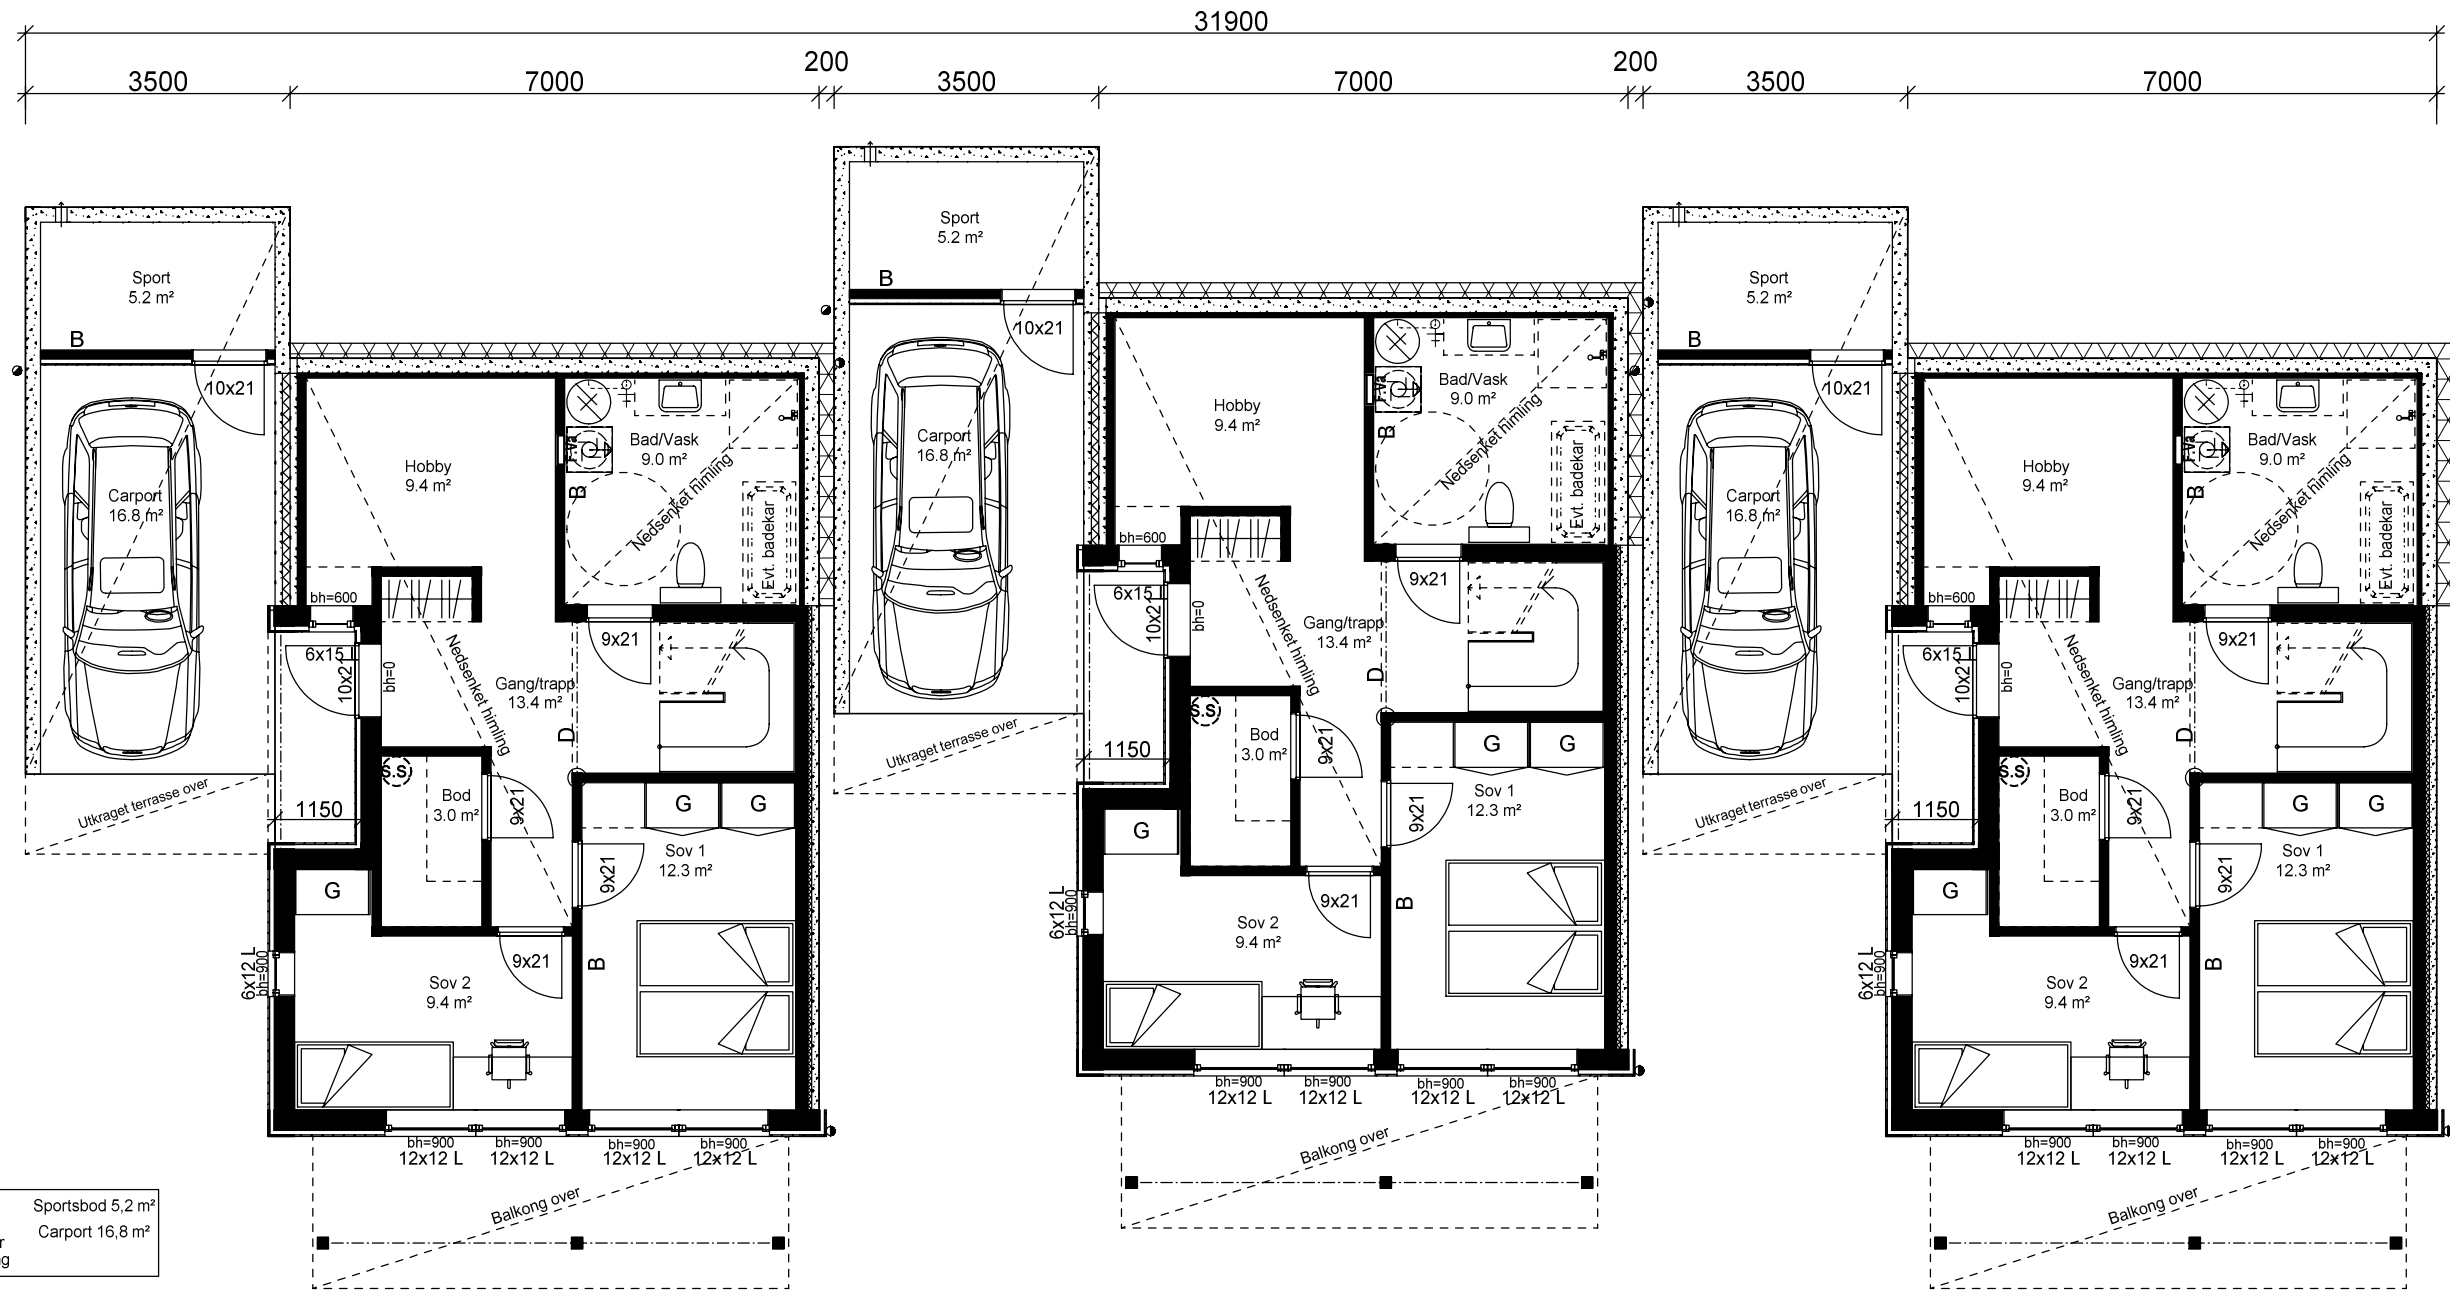 31900
200
200
3500
7000
3500
7000
3500
7000
Sport
5.2 m²
B
10x21
Carport
16.8 m²
Hobby
9.4 m²
Bad/Vask
9.0 m²
B
Nedsenket himling
Evt. badekar
bh=600
6x15 L
10x21
bh=0
Nedsenket himling
9x21
Gang/trapp
13.4 m²
D
Utkraget terrasse over
1150
S.S
Bod
3.0 m²
9x21
G
G
Sov 1
12.3 m²
9x21
G
6x12 L
bh=900
Sov 2
9.4 m²
9x21
B
bh=900
bh=900
bh=900
bh=900
12x12 L
12x12 L
12x12 L
12x12 L
Balkong over
Sport
5.2 m²
B
10x21
Carport
16.8 m²
Hobby
9.4 m²
Bad/Vask
9.0 m²
B
Nedsenket himling
Evt. badekar
bh=600
6x15 L
10x21
bh=0
Nedsenket himling
9x21
Gang/trapp
13.4 m²
D
Utkraget terrasse over
1150
S.S
Bod
3.0 m²
9x21
G
G
Sov 1
12.3 m²
9x21
G
6x12 L
bh=900
Sov 2
9.4 m²
9x21
B
bh=900
bh=900
bh=900
bh=900
12x12 L
12x12 L
12x12 L
12x12 L
Balkong over
Sport
5.2 m²
B
10x21
Carport
16.8 m²
Hobby
9.4 m²
Bad/Vask
9.0 m²
B
Nedsenket himling
Evt. badekar
bh=600
6x15 L
10x21
bh=0
Nedsenket himling
9x21
Gang/trapp
13.4 m²
D
Utkraget terrasse over
1150
S.S
Bod
3.0 m²
9x21
G
G
Sov 1
12.3 m²
9x21
G
6x12 L
bh=900
Sov 2
9.4 m²
9x21
B
bh=900
bh=900
bh=900
bh=900
12x12 L
12x12 L
12x12 L
12x12 L
Balkong over
Sportsbod 5,2 m²
Carport 16,8 m²